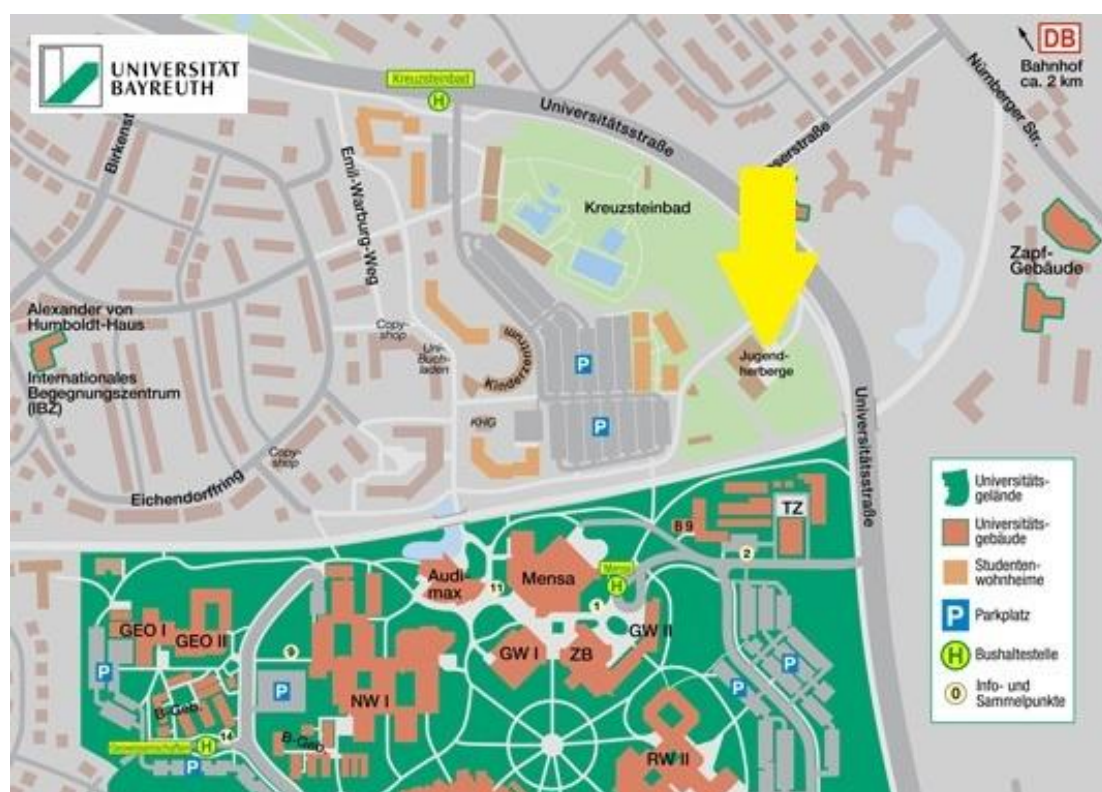 UNIVERSITÄT
BAYREUTH
Kreuzsteinbad
H
Universitätsstraße
DB
Bahnhof
ca. 2 km
Nürnberger Str.
Emil-Warburg-Weg
Kreuzsteinbad
Zapf-
Gebäude
Alexander von
Humboldt-Haus
Internationales
Begegnungszentrum
(IBZ)
Copy-
shop
Uni-
Buch-
laden
Kinderzentrum
P
Jugend-
herberge
KHG
P
Copy-
shop
Eichendorffring
Universitätsstraße
Universitäts-
gelände
Universitäts-
gebäude
Studenten-
wohnheime
P
Parkplatz
H
Bushaltestelle
0
Info- und
Sammelpunkte
TZ
B 9
2
Audi-
max
11
Mensa
Mensa
H
1
GEO I
GEO II
9
GW I
ZB
GW II
P
P
NW I
P
P
B-Geb.
B-Geb.
14
H
P
RW II